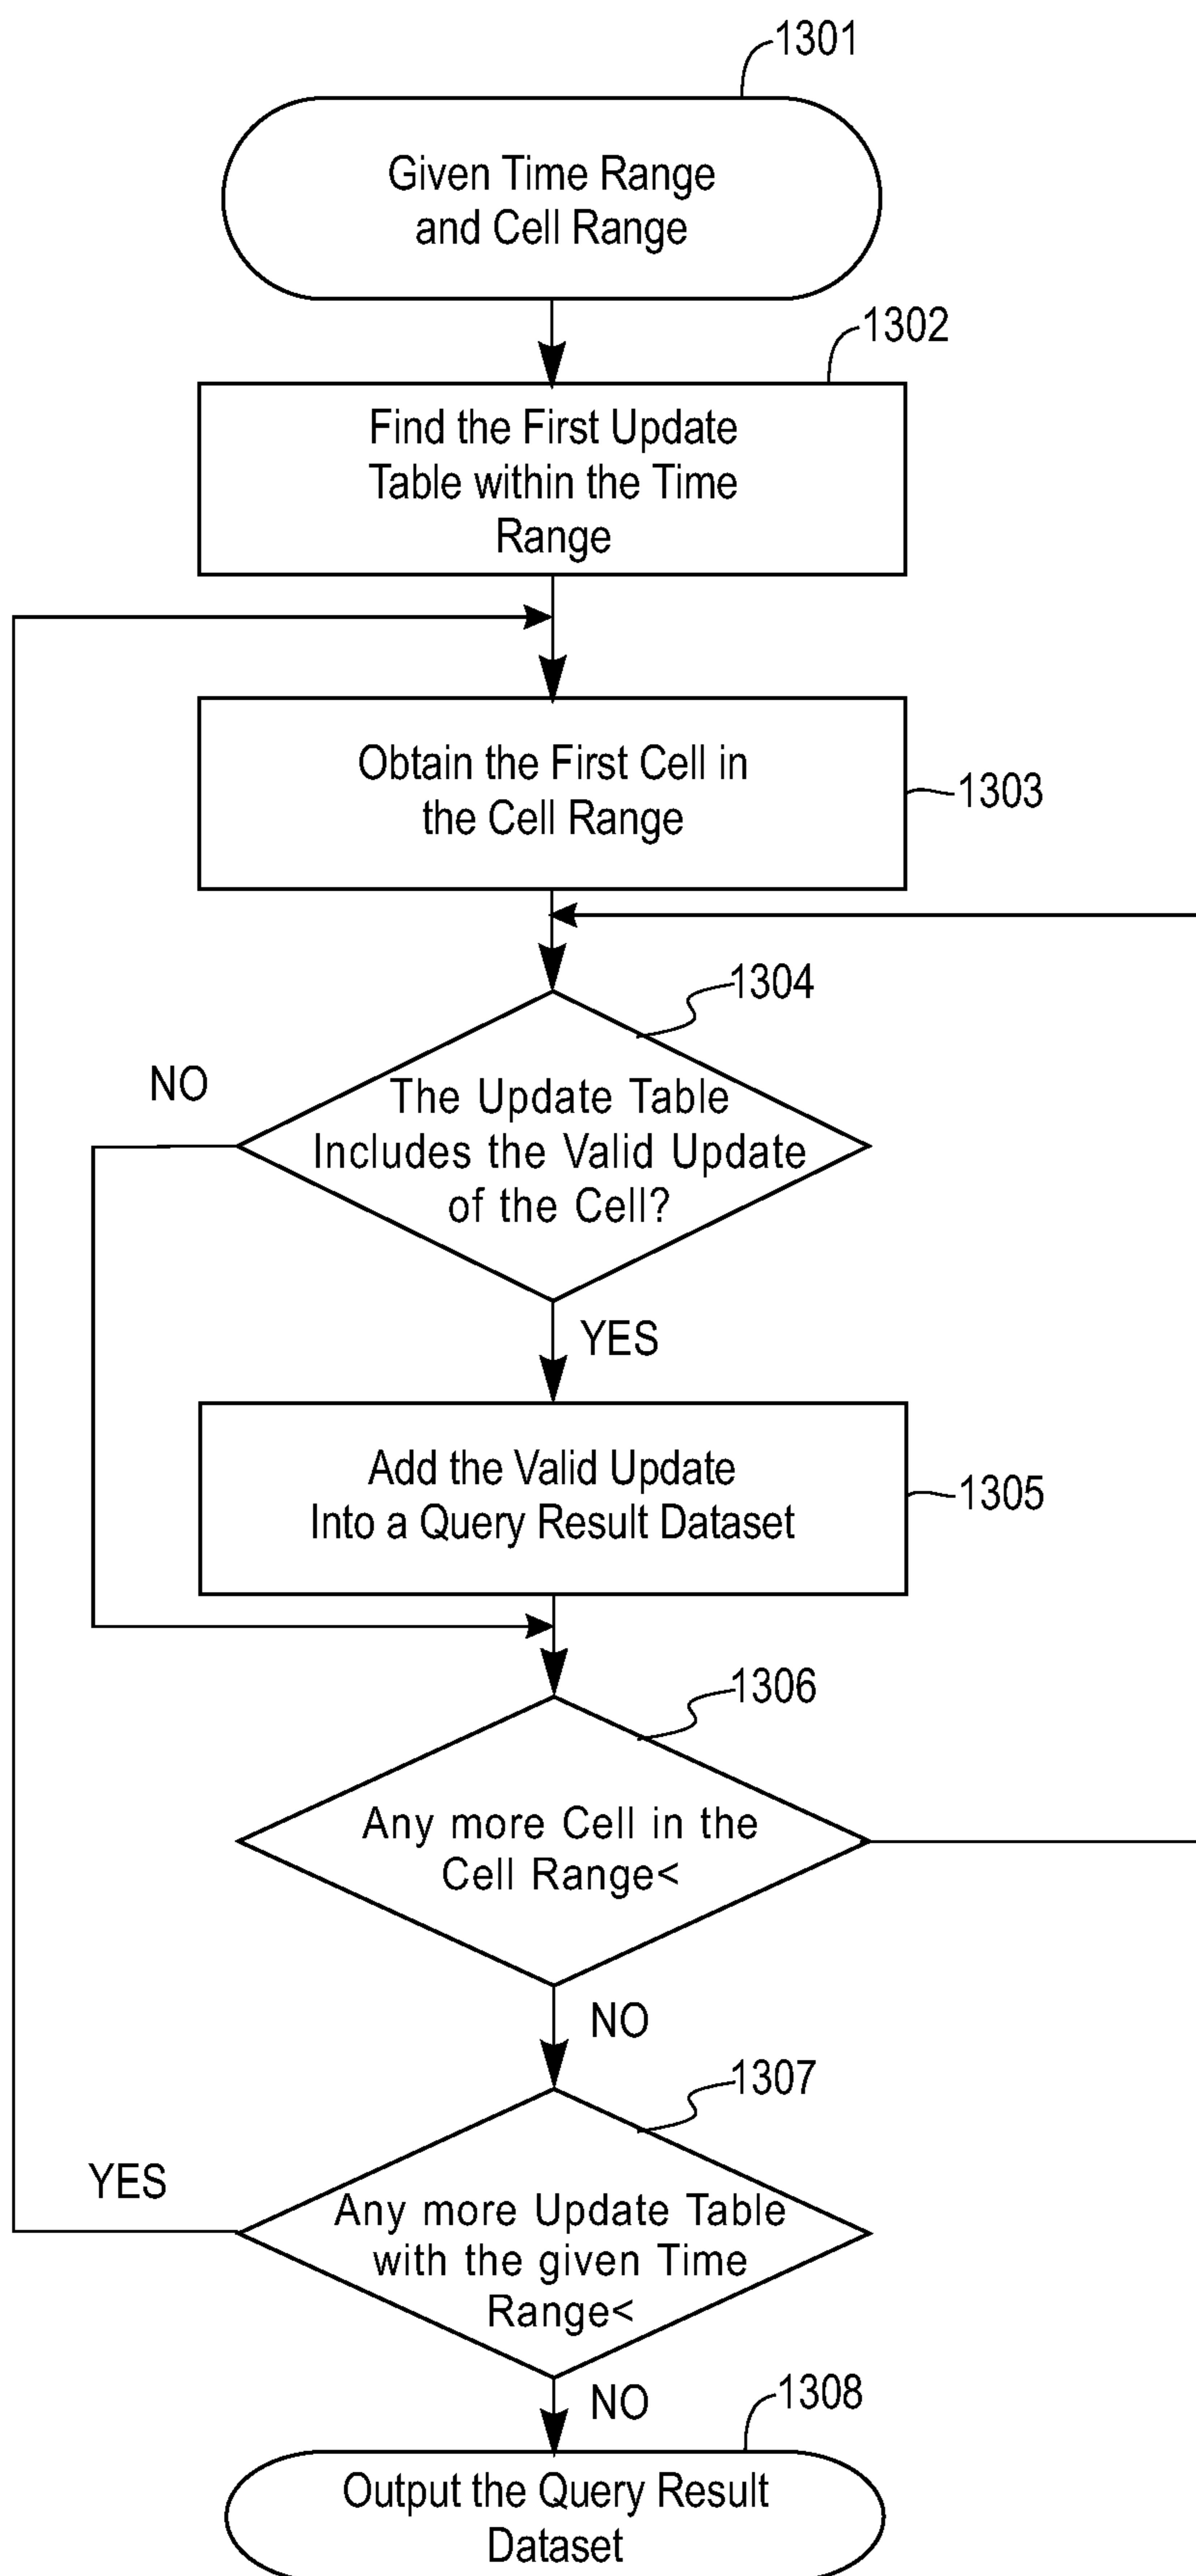 1301
Given Time Range
and Cell Range
1302
Find the First Update
Table within the Time
Range
Obtain the First Cell in
the Cell Range
1303
1304
NO
The Update Table
Includes the Valid Update
of the Cell?
YES
Add the Valid Update
Into a Query Result Dataset
1305
1306
Any more Cell in the
Cell Range<
NO
1307
YES
Any more Update Table
with the given Time
Range<
NO
1308
Output the Query Result
Dataset